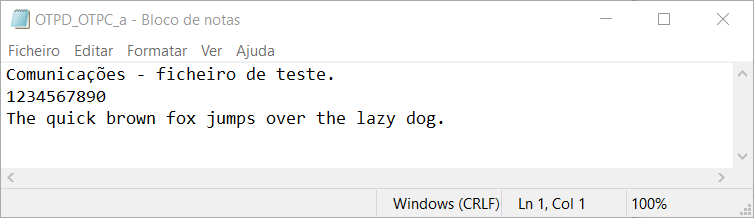 OTPD_OTPC_a - Bloco de notas
Ficheiro Editar Formatar Ver Ajuda
Comunicações - ficheiro de teste.
1234567890
The quick brown fox jumps over the lazy dog.
Windows (CRLF) Ln 1, Col 1 100%